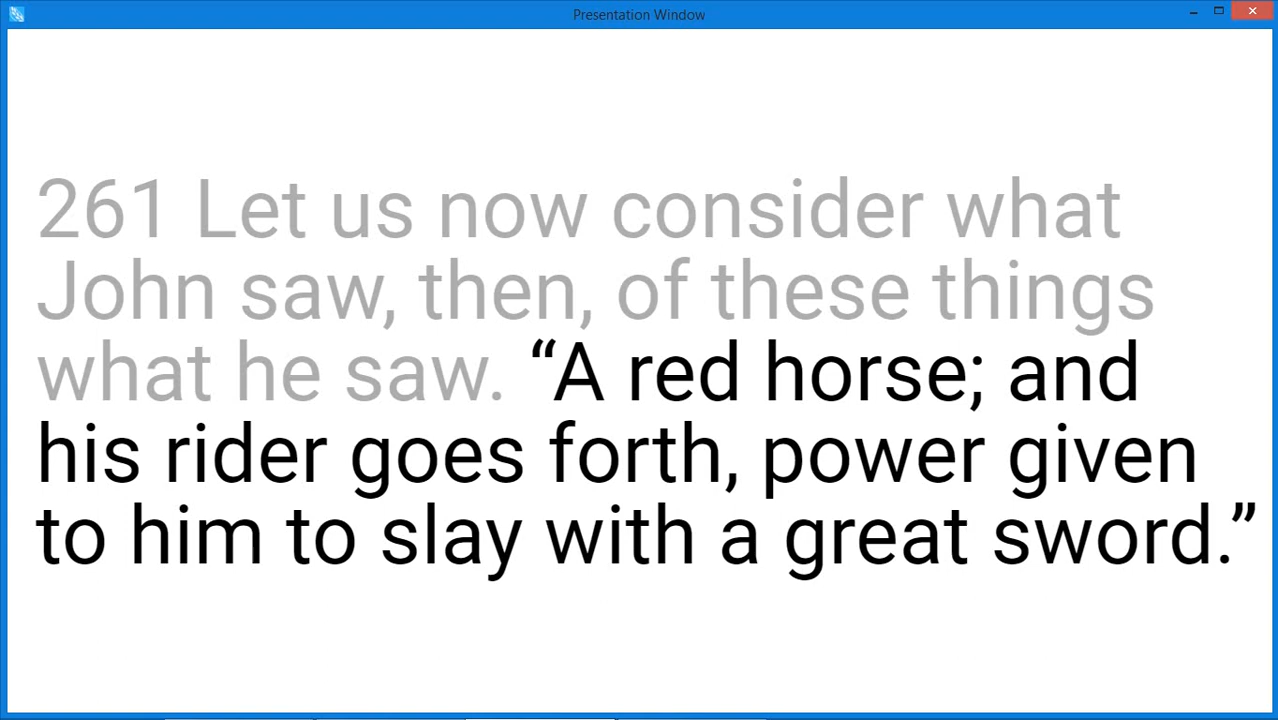 Presentation Window
261 Let us now consider what
John saw, then, of these things
what he saw. “A red horse; and
his rider goes forth, power given
to him to slay with a great sword.”